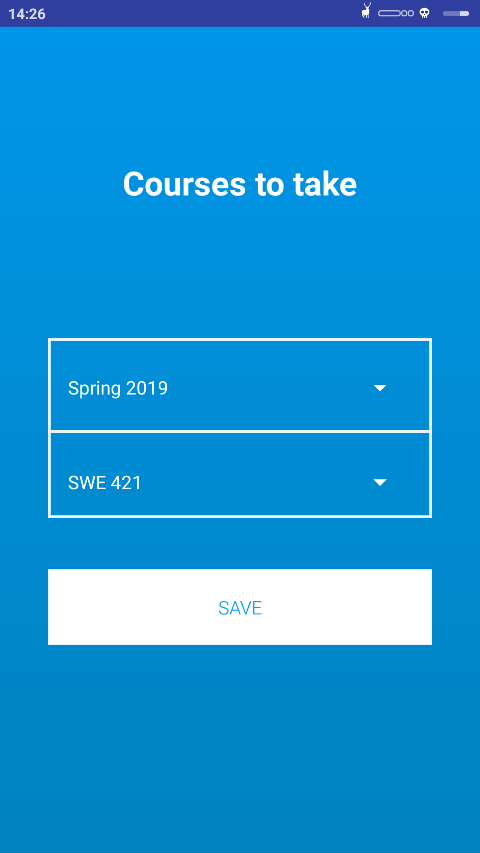 14:26
Courses to take
Spring 2019
SWE 421
SAVE